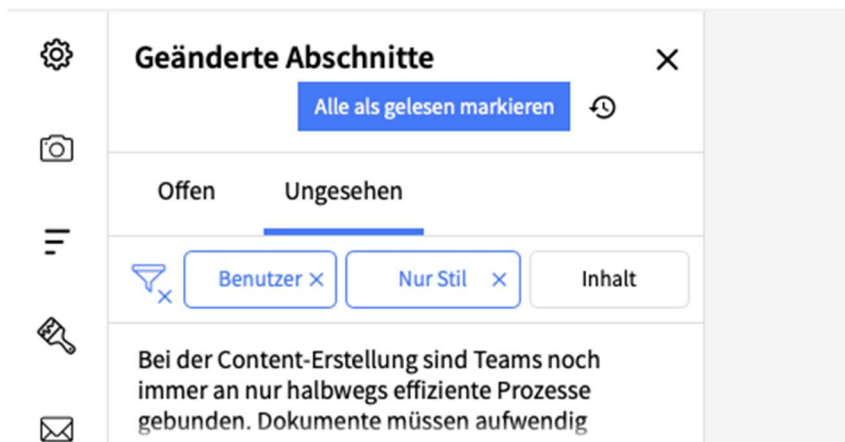 Geänderte Abschnitte
Alle als gelesen markieren
Offen Ungesehen
Benutzer Nur Stil Inhalt
Bei der Content-Erstellung sind Teams noch
immer an nur halbwegs effiziente Prozesse
gebunden. Dokumente müssen aufwendig